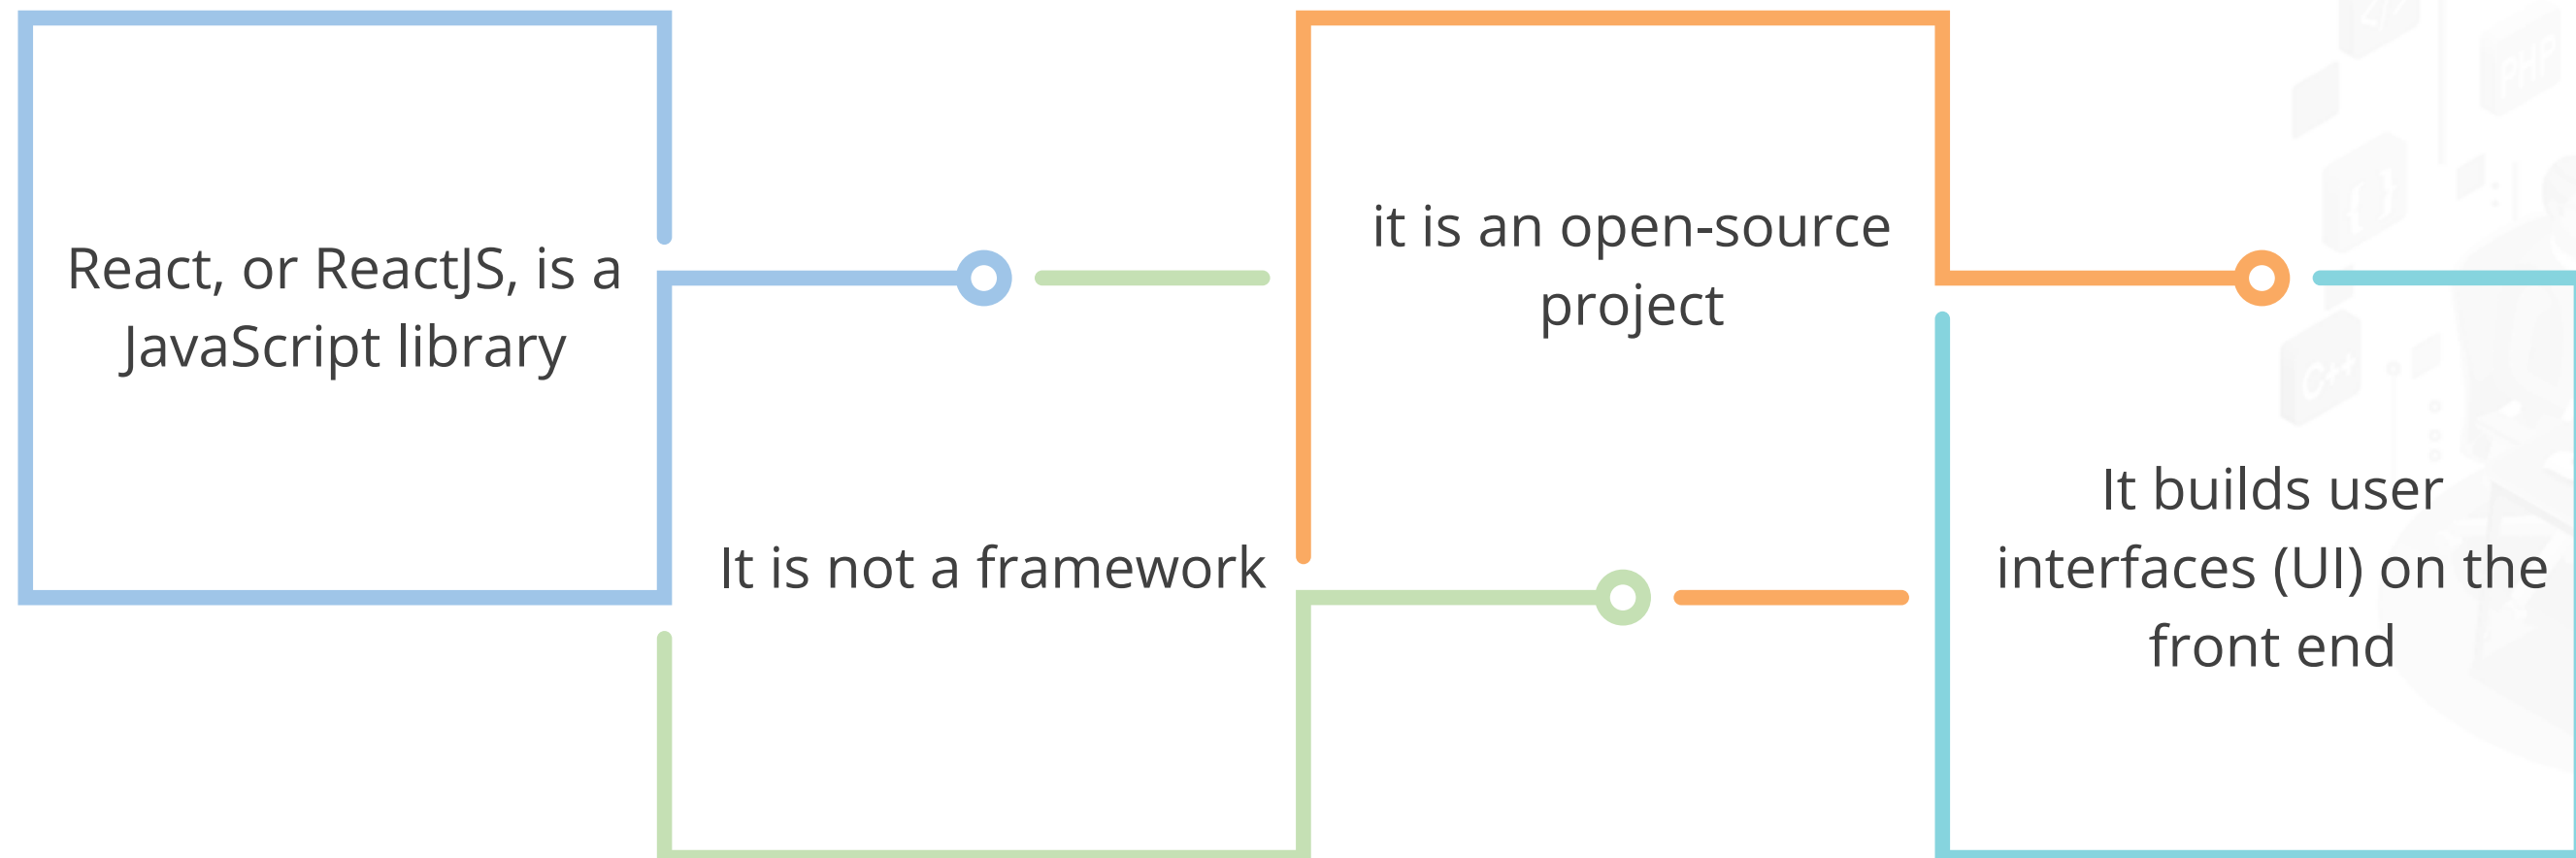 React, or ReactJS, is a
JavaScript library
It is not a framework
it is an open-source
project
It builds user
interfaces (UI) on the
front end
</>
PHP
{ }
C++